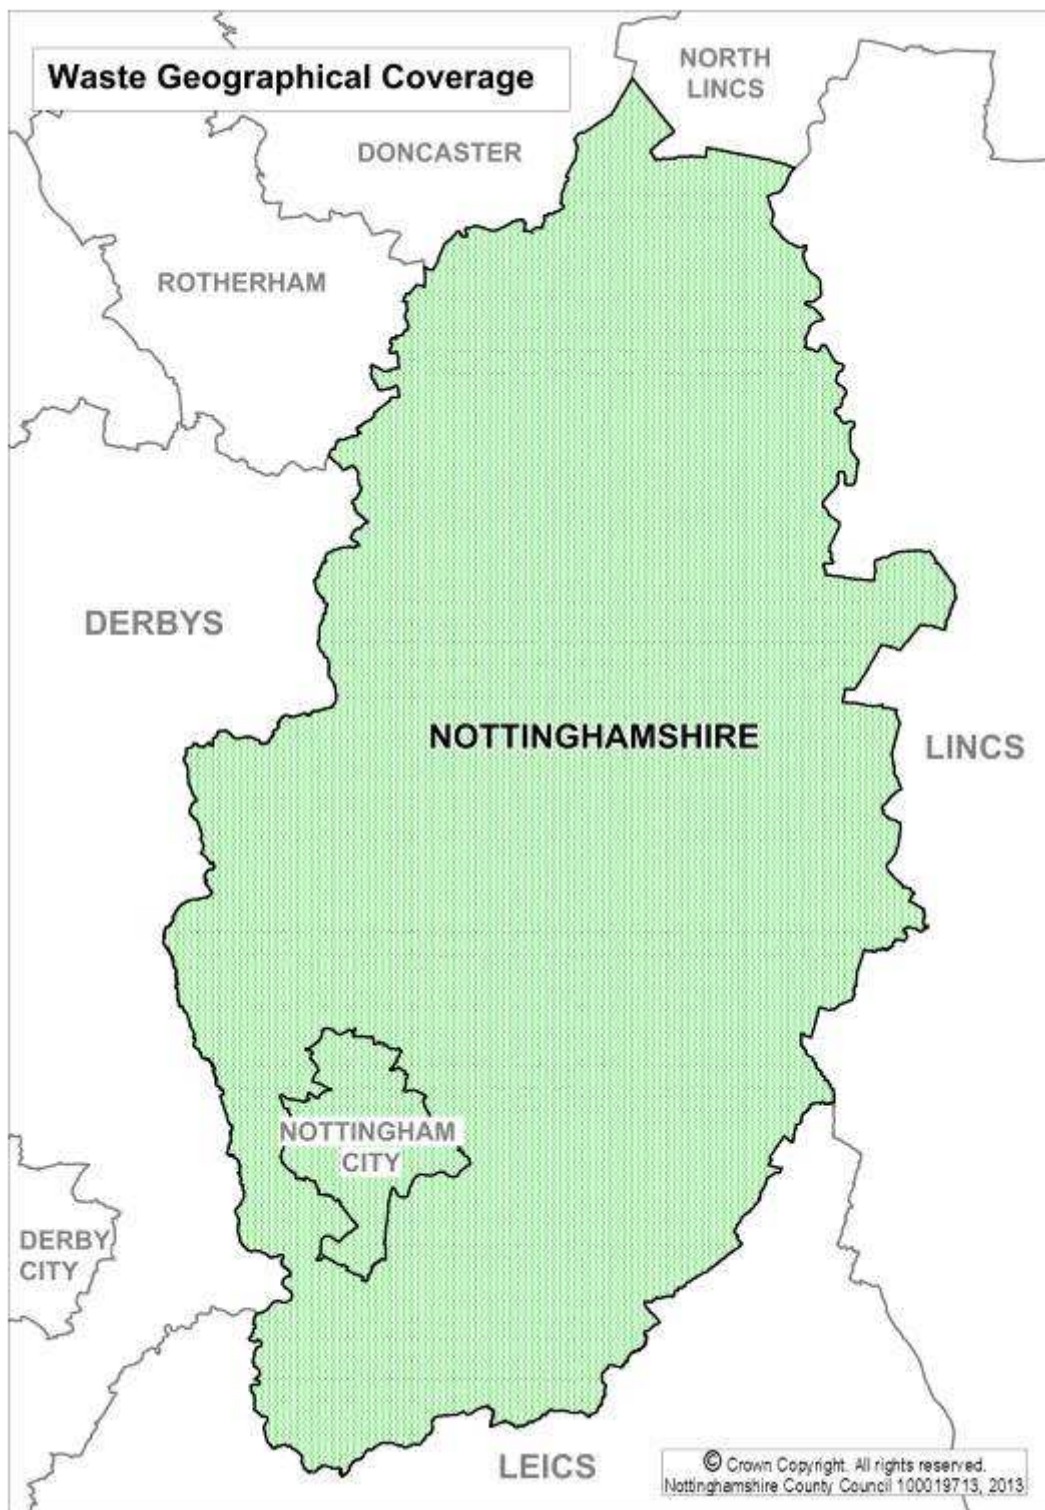 Waste Geographical Coverage
NORTH
LINCS
DONCASTER
ROTHERHAM
DERBYS
NOTTINGHAMSHIRE
LINCS
NOTTINGHAM
CITY
DERBY
CITY
LEICS
© Crown Copyright. All rights reserved.
Nottinghamshire County Council 100019713, 2013